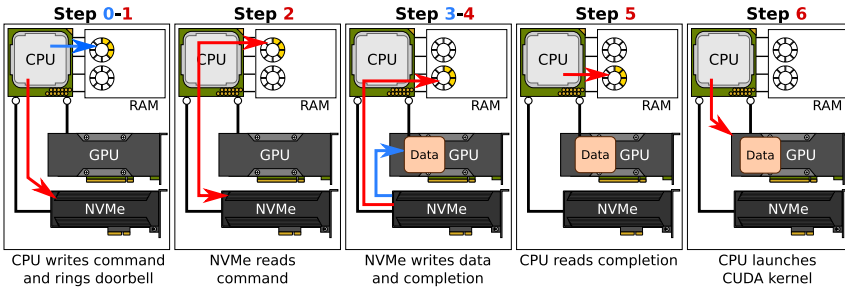 Step 0-1
CPU
RAM
GPU
NVMe
CPU writes command
and rings doorbell
Step 2
CPU
RAM
GPU
NVMe
NVMe reads
command
Step 3-4
CPU
RAM
Data
GPU
NVMe
NVMe writes data
and completion
Step 5
CPU
RAM
Data
GPU
NVMe
CPU reads completion
Step 6
CPU
RAM
Data
GPU
NVMe
CPU launches
CUDA kernel